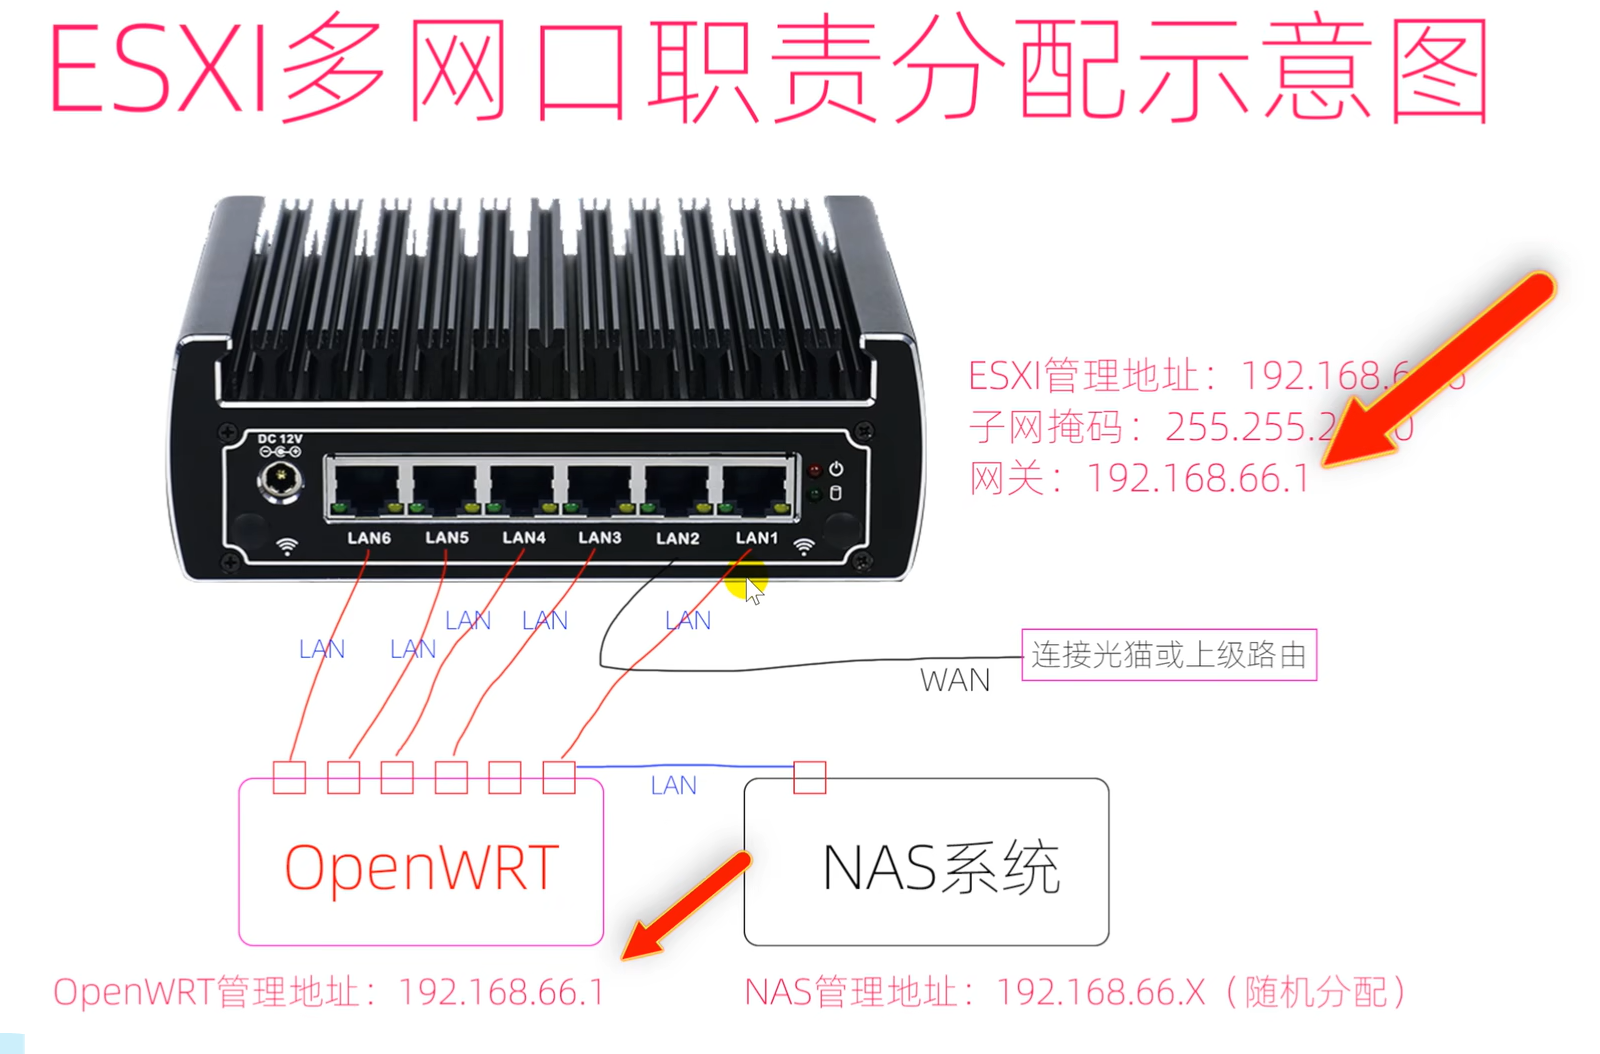 ESXI多网口职责分配示意图
ESXI管理地址：192.168.6
子网掩码：255.255.2 0
网关：192.168.66.1
DC 12V
LAN6 LAN5 LAN4 LAN3 LAN2 LAN1
LAN LAN LAN LAN LAN
连接光猫或上级路由
WAN
LAN
OpenWRT
NAS系统
OpenWRT管理地址：192.168.66.1
NAS管理地址：192.168.66.X（随机分配）